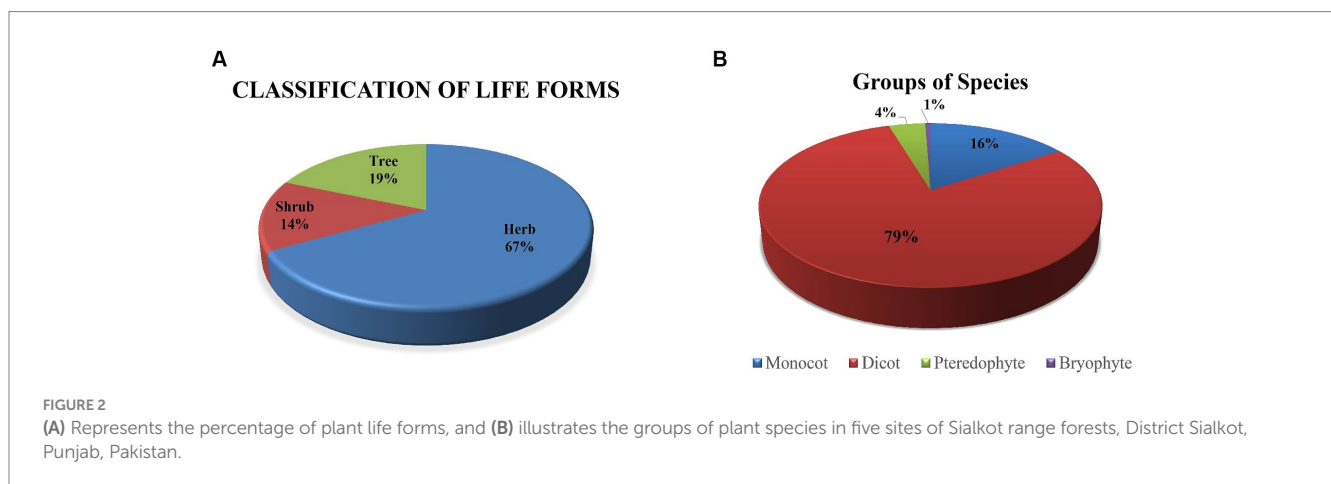 A
CLASSIFICATION OF LIFE FORMS
Tree
19%
Shrub
14%
Herb
67%
B
Groups of Species
4%
1%
16%
79%
Monocot Dicot Pteredophyte Bryophyte
FIGURE 2
(A) Represents the percentage of plant life forms, and (B) illustrates the groups of plant species in five sites of Sialkot range forests, District Sialkot,
Punjab, Pakistan.